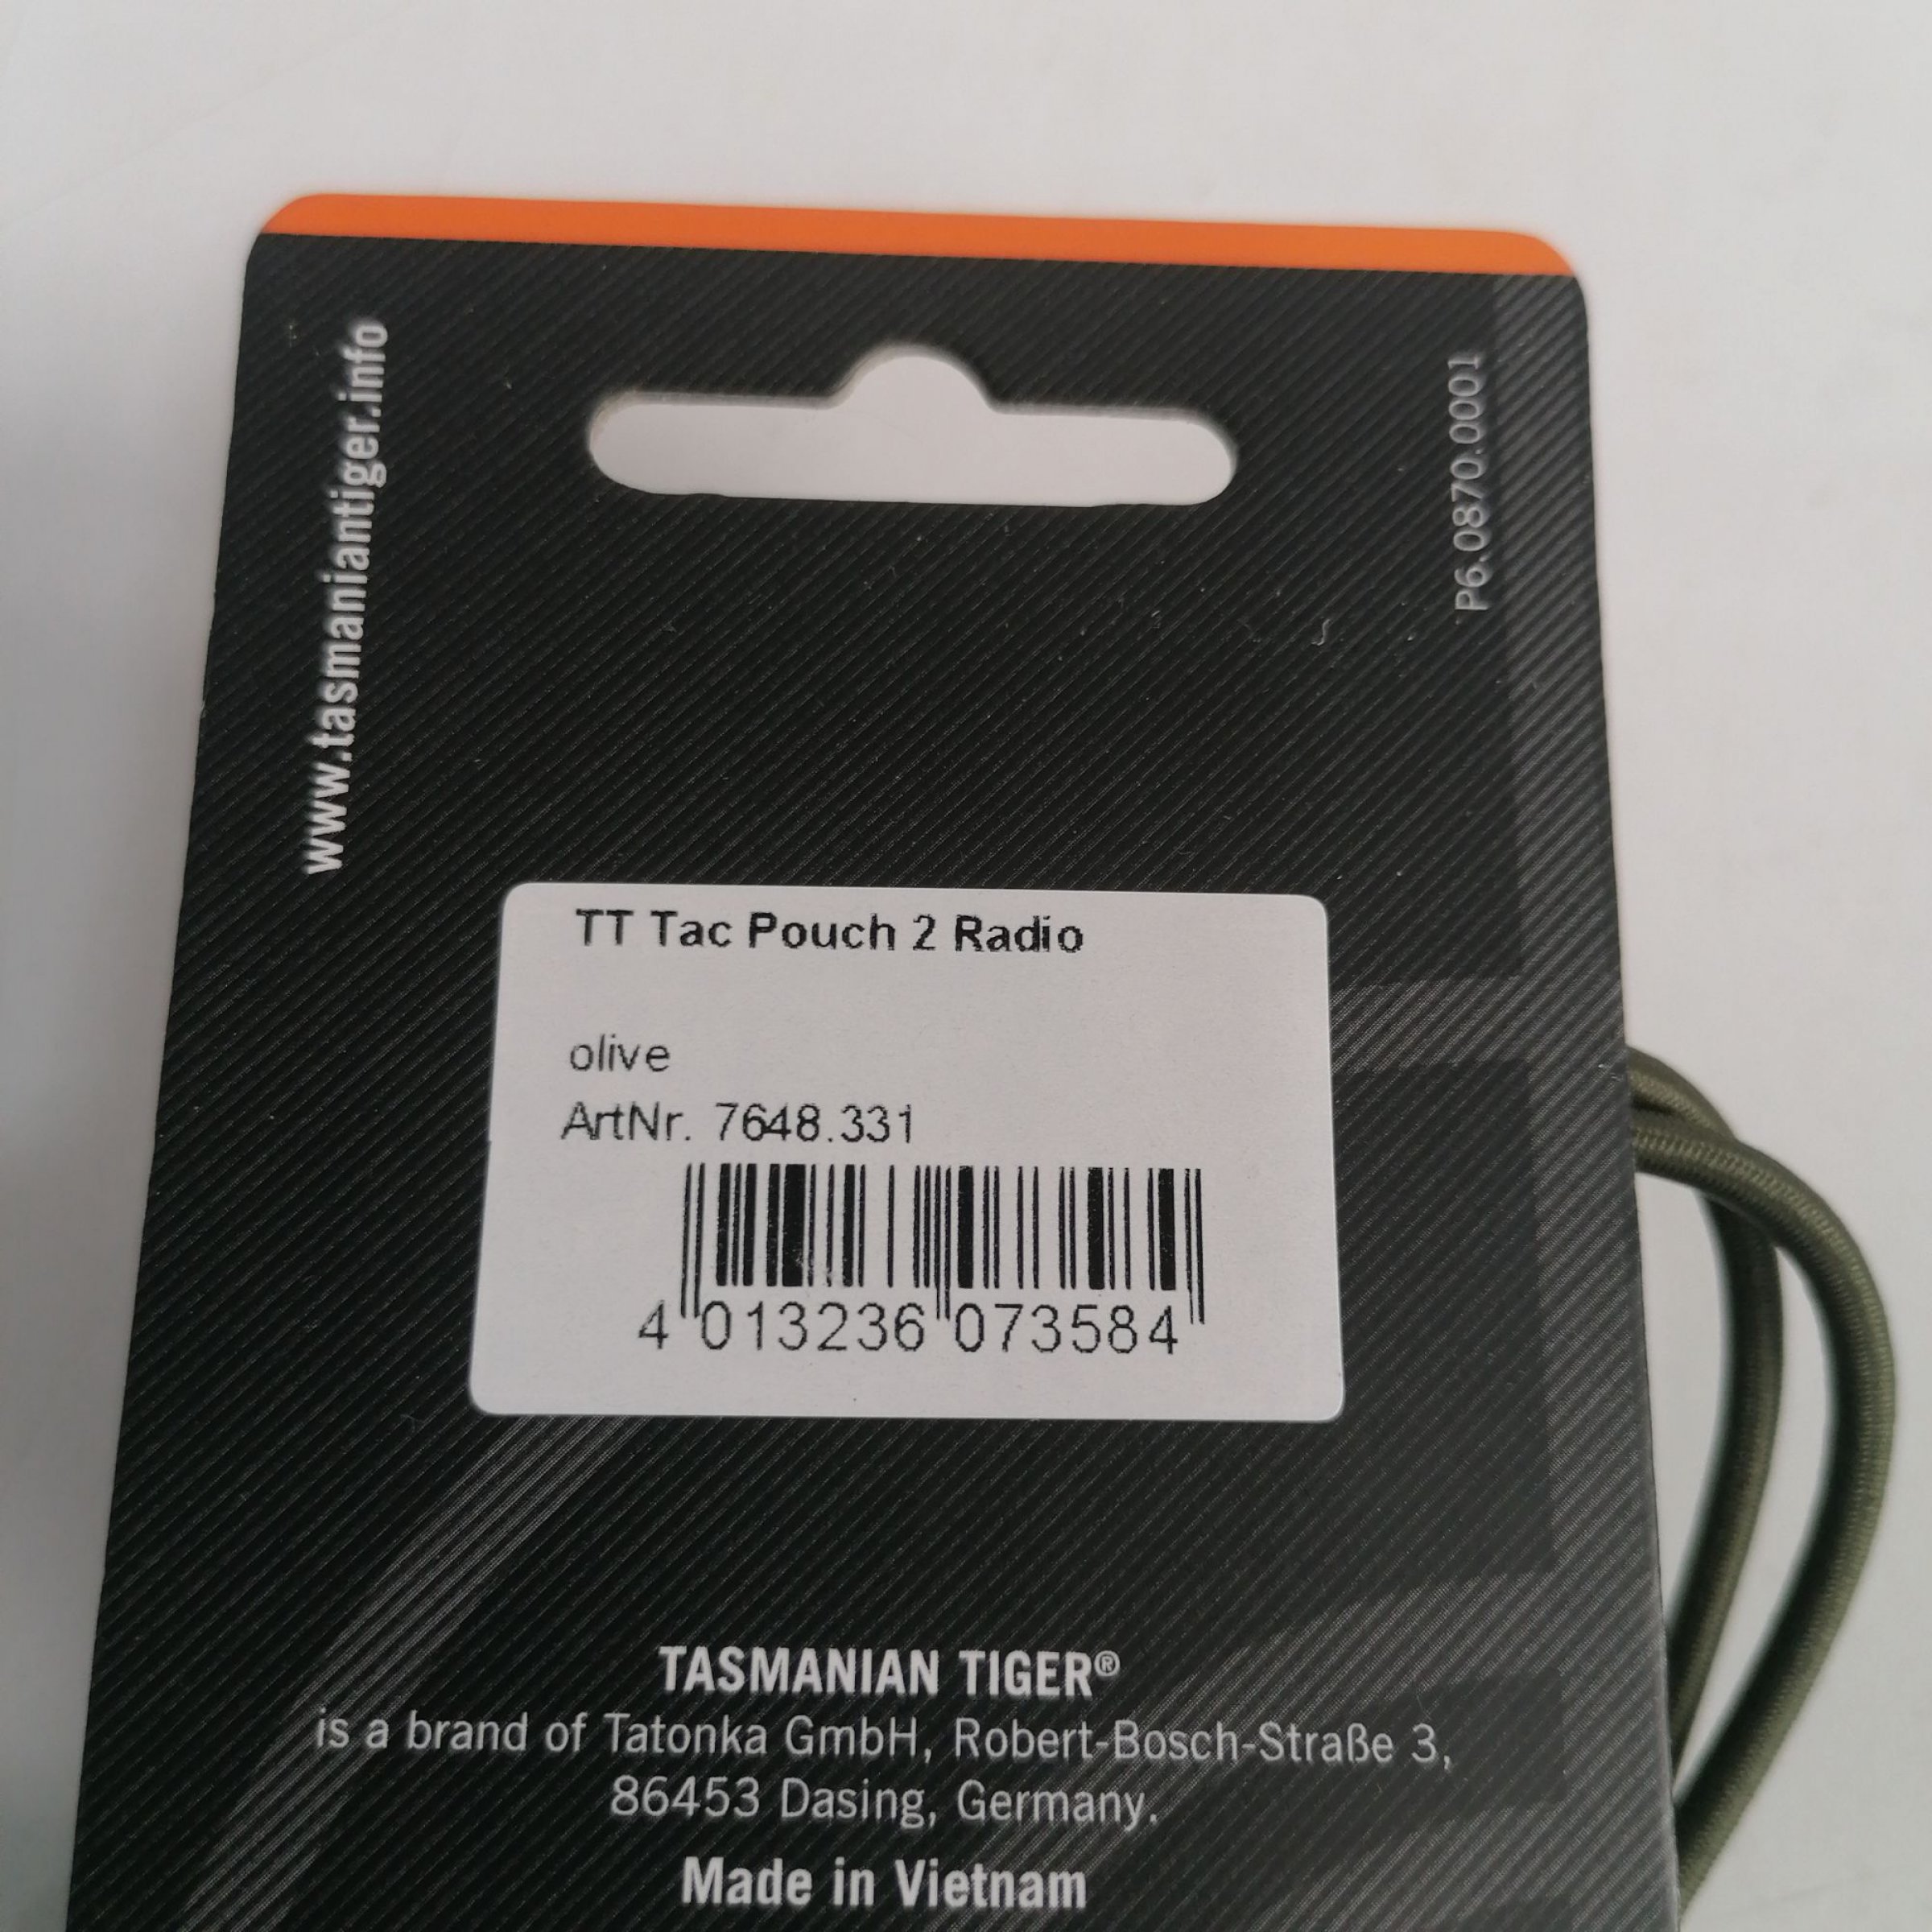 www.tasmaniantiger.info
P6.0870.0001
TT Tac Pouch 2 Radio
olive
ArtNr. 7648.331
4 013236 073584
TASMANIAN TIGER®
is a brand of Tatonka GmbH, Robert-Bosch-Straße 3,
86453 Dasing, Germany.
Made in Vietnam